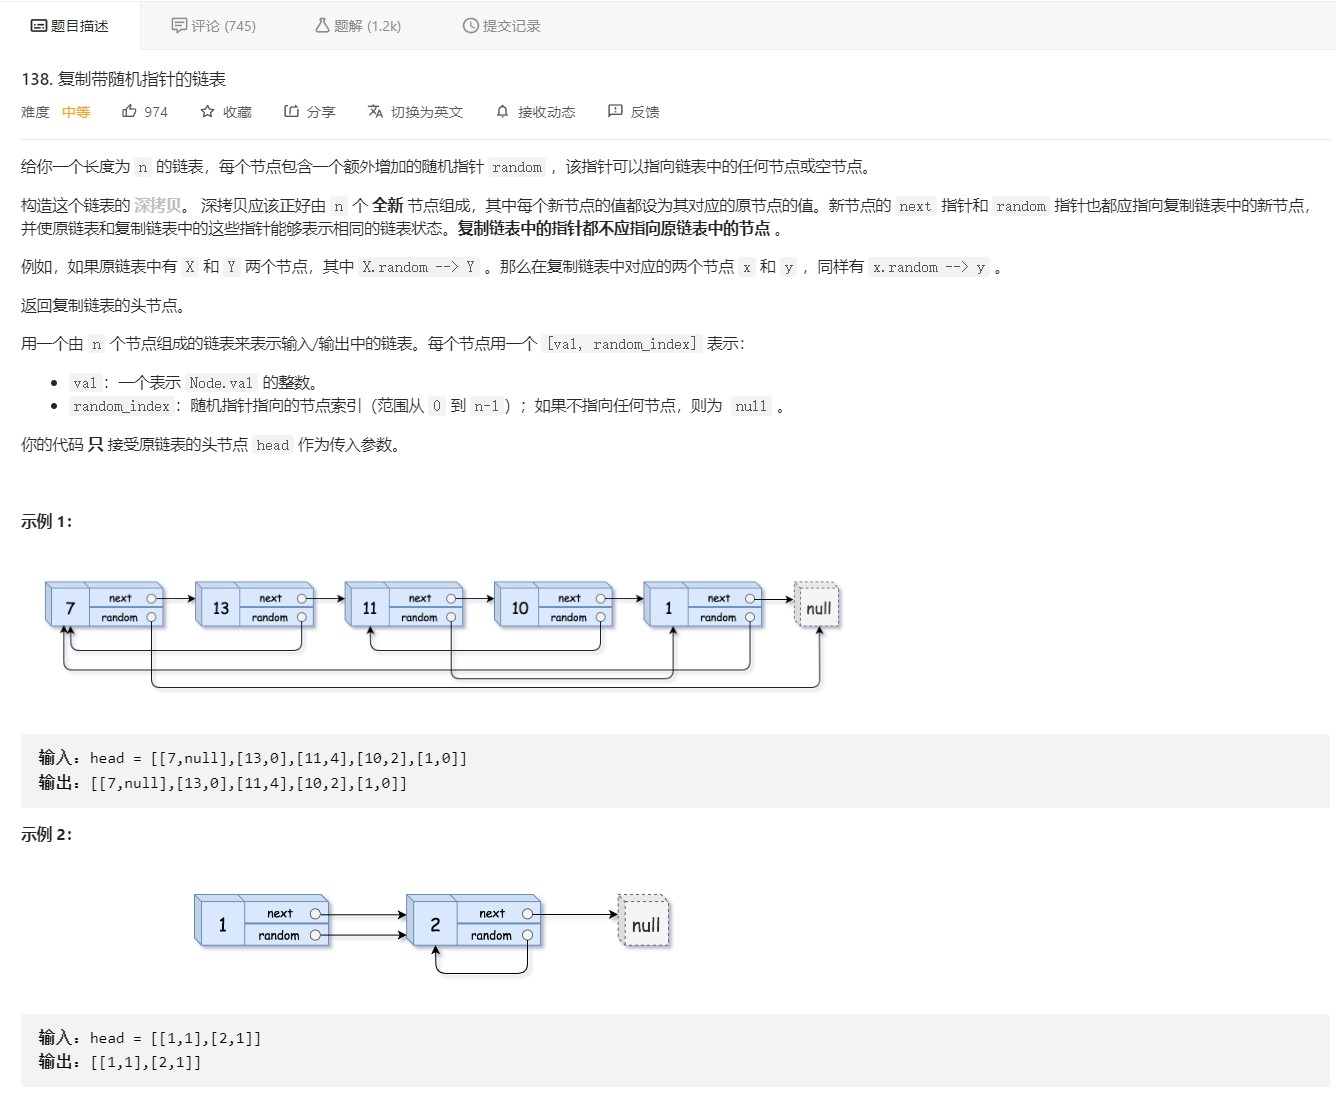 题目描述 评论 (745) 题解 (1.2k) 提交记录
138. 复制带随机指针的链表
难度 中等 974 收藏 分享 切换为英文 接收动态 反馈
给你一个长度为 n 的链表，每个节点包含一个额外增加的随机指针 random ，该指针可以指向链表中的任何节点或空节点。
构造这个链表的 深拷贝。 深拷贝应该正好由 n 个 全新 节点组成，其中每个新节点的值都设为其对应的原节点的值。新节点的 next 指针和 random 指针也都应指向复制链表中的新节点，
并使原链表和复制链表中的这些指针能够表示相同的链表状态。复制链表中的指针都不应指向原链表中的节点 。
例如，如果原链表中有 X 和 Y 两个节点，其中 X.random --> Y 。那么在复制链表中对应的两个节点 x 和 y ，同样有 x.random --> y 。
返回复制链表的头节点。
用一个由 n 个节点组成的链表来表示输入/输出中的链表。每个节点用一个 [val, random_index] 表示：
val：一个表示 Node.val 的整数。
random_index：随机指针指向的节点索引（范围从 0 到 n-1）；如果不指向任何节点，则为 null 。
你的代码 只 接受原链表的头节点 head 作为传入参数。
示例 1：
7 next random 13 next random 11 next random 10 next random 1 next random null
输入：head = [[7,null],[13,0],[11,4],[10,2],[1,0]]
输出：[[7,null],[13,0],[11,4],[10,2],[1,0]]
示例 2：
1 next random 2 next random null
输入：head = [[1,1],[2,1]]
输出：[[1,1],[2,1]]